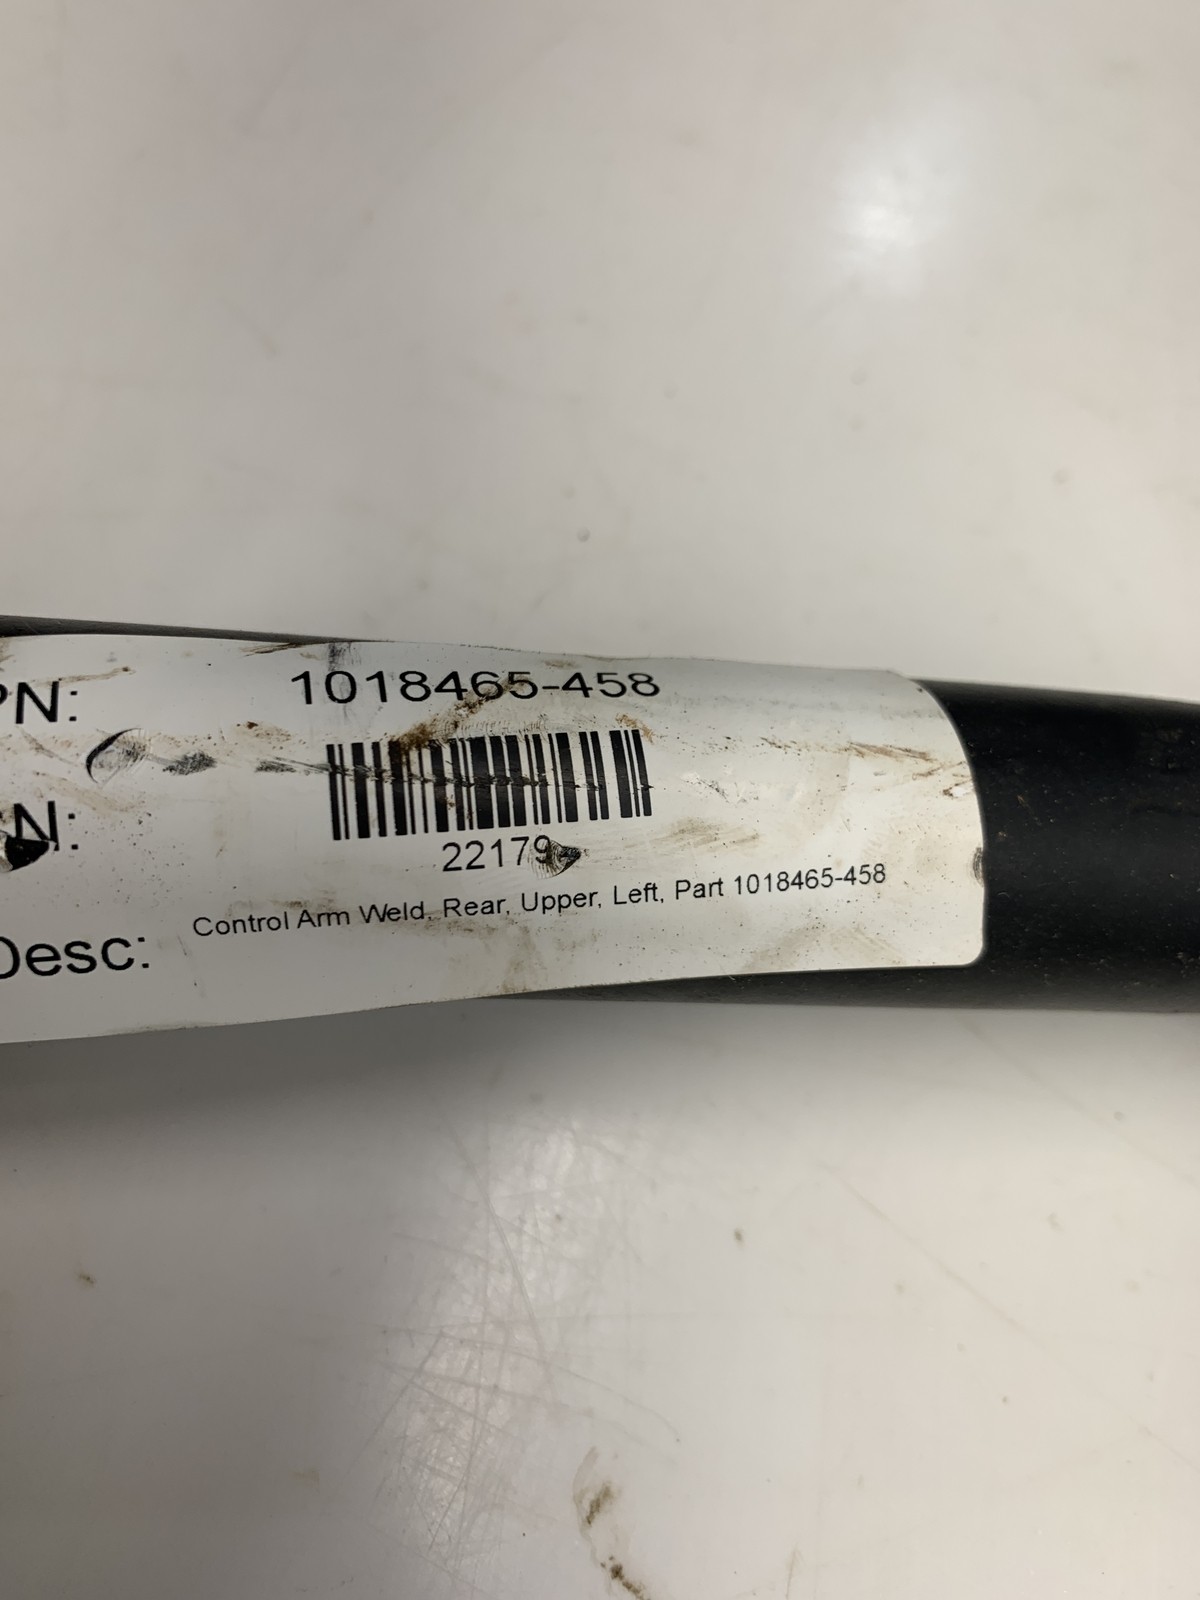 PN: 1018465-458
N:
22179
Desc: Control Arm Weld, Rear, Upper, Left, Part 1018465-458